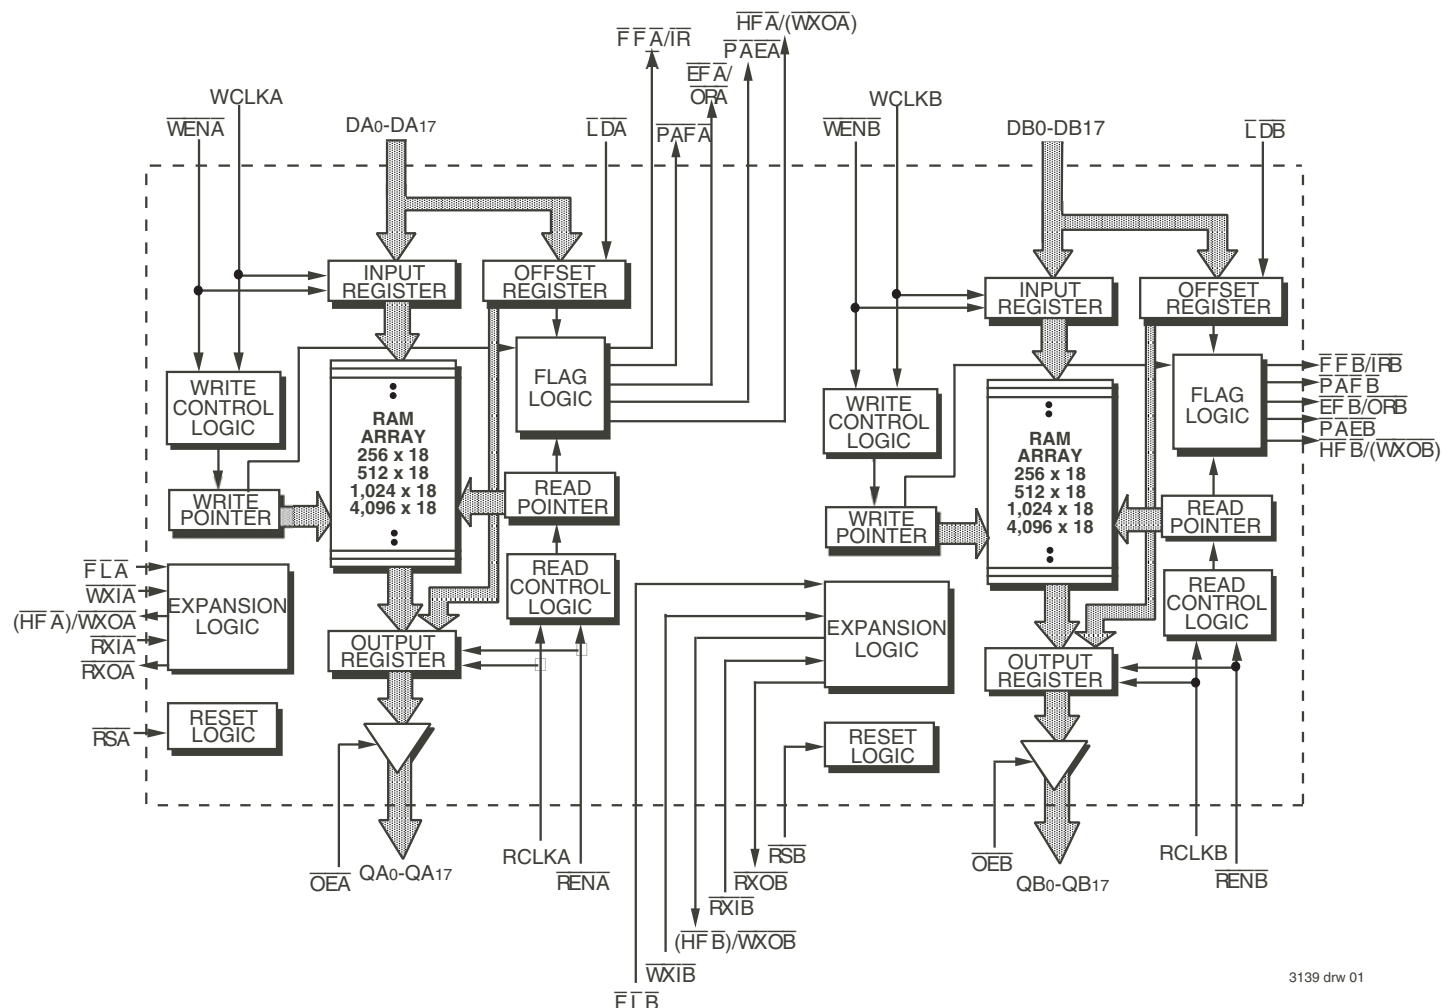 HFA/(WXOA)
FFA/IR
PAEA
EFA/
ORA
WCLKA
WCLKB
WENA
DA0-DA17
LDA
PAFA
WENB
DB0-DB17
LDB
INPUT
REGISTER
OFFSET
REGISTER
INPUT
REGISTER
OFFSET
REGISTER
WRITE
CONTROL
LOGIC
FLAG
LOGIC
RAM
ARRAY
256 x 18
512 x 18
1,024 x 18
4,096 x 18
WRITE
POINTER
READ
POINTER
READ
CONTROL
LOGIC
WRITE
CONTROL
LOGIC
FLAG
LOGIC
FFB/IRB
PAFB
EFB/ORB
PAEB
HFB/(WXOB)
RAM
ARRAY
256 x 18
512 x 18
1,024 x 18
4,096 x 18
WRITE
POINTER
READ
POINTER
READ
CONTROL
LOGIC
FLA
WXIA
(HFA)/WXOA
RXIA
RXOA
EXPANSION
LOGIC
OUTPUT
REGISTER
EXPANSION
LOGIC
OUTPUT
REGISTER
RSA
RESET
LOGIC
RESET
LOGIC
OEA
QA0-QA17
RCLKA
RENA
RSB
RXOB
RXIB
(HFB)/WXOB
WXIB
FLB
OEB
QB0-QB17
RCLKB
RENB
3139 drw 01